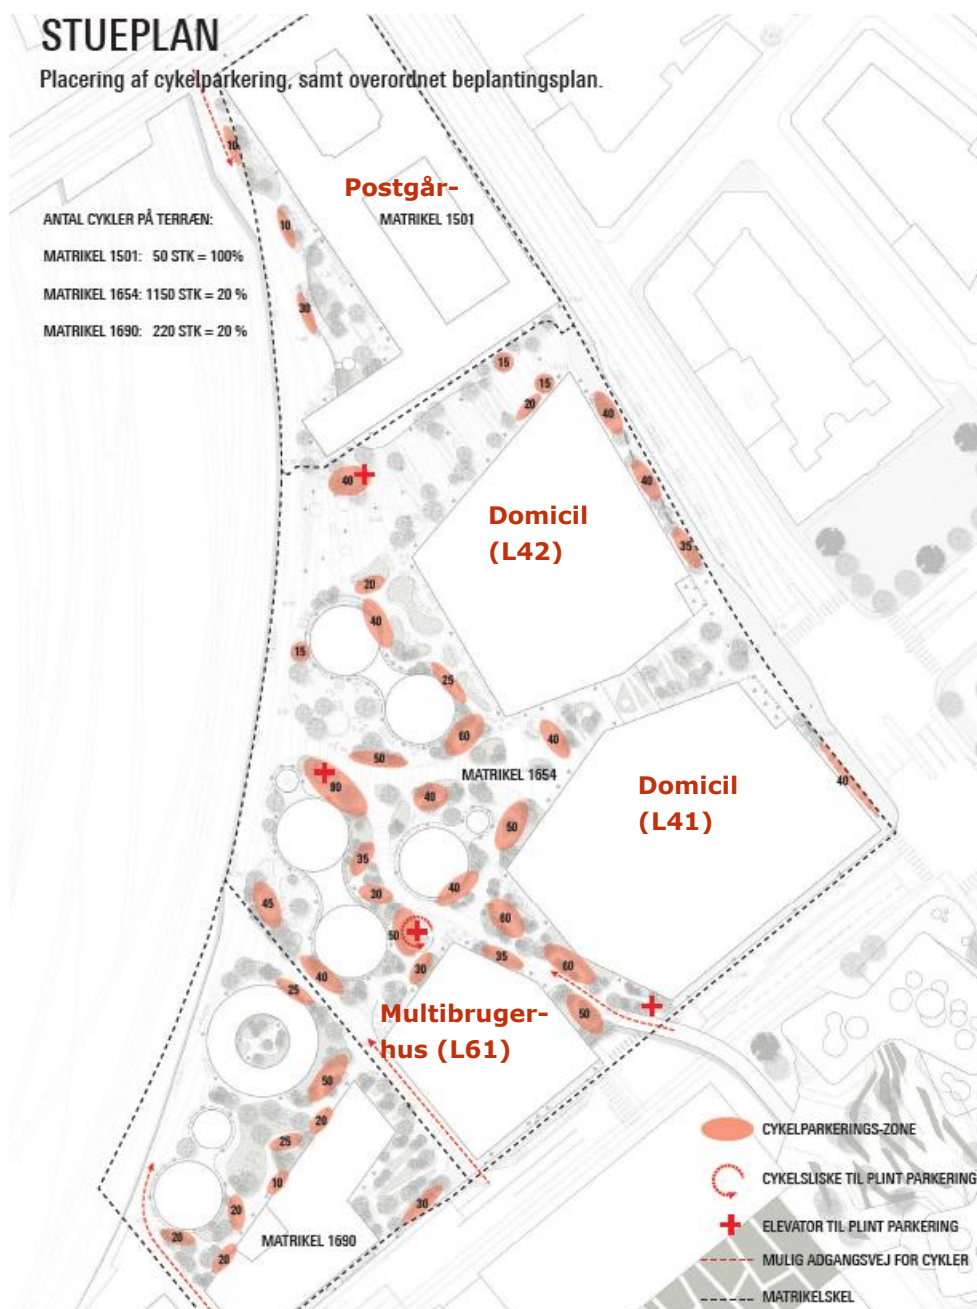 STUEPLAN
Placering af cykelparkering, samt overordnet beplantingsplan.
10
Postgår-
MATRIKEL 1501
ANTAL CYKLER PÅ TERRÆN:
MATRIKEL 1501: 50 STK = 100%
MATRIKEL 1654: 1150 STK = 20 %
MATRIKEL 1690: 220 STK = 20 %
10
30
15
15
20
40
40
40
35
Domicil
(L42)
20
40
15
25
60
40
50
MATRIKEL 1654
80
40
40
Domicil
(L41)
50
35
30
40
45
60
50
35
30
60
40
25
50
Multibruger-
hus (L61)
50
20
25
10
30
20
20
20
MATRIKEL 1690
CYKELPARKERINGS-ZONE
CYKELSLISKE TIL PLINT PARKERING
ELEVATOR TIL PLINT PARKERING
MULIG ADGANGSVEJ FOR CYKLER
MATRIKELSKEL